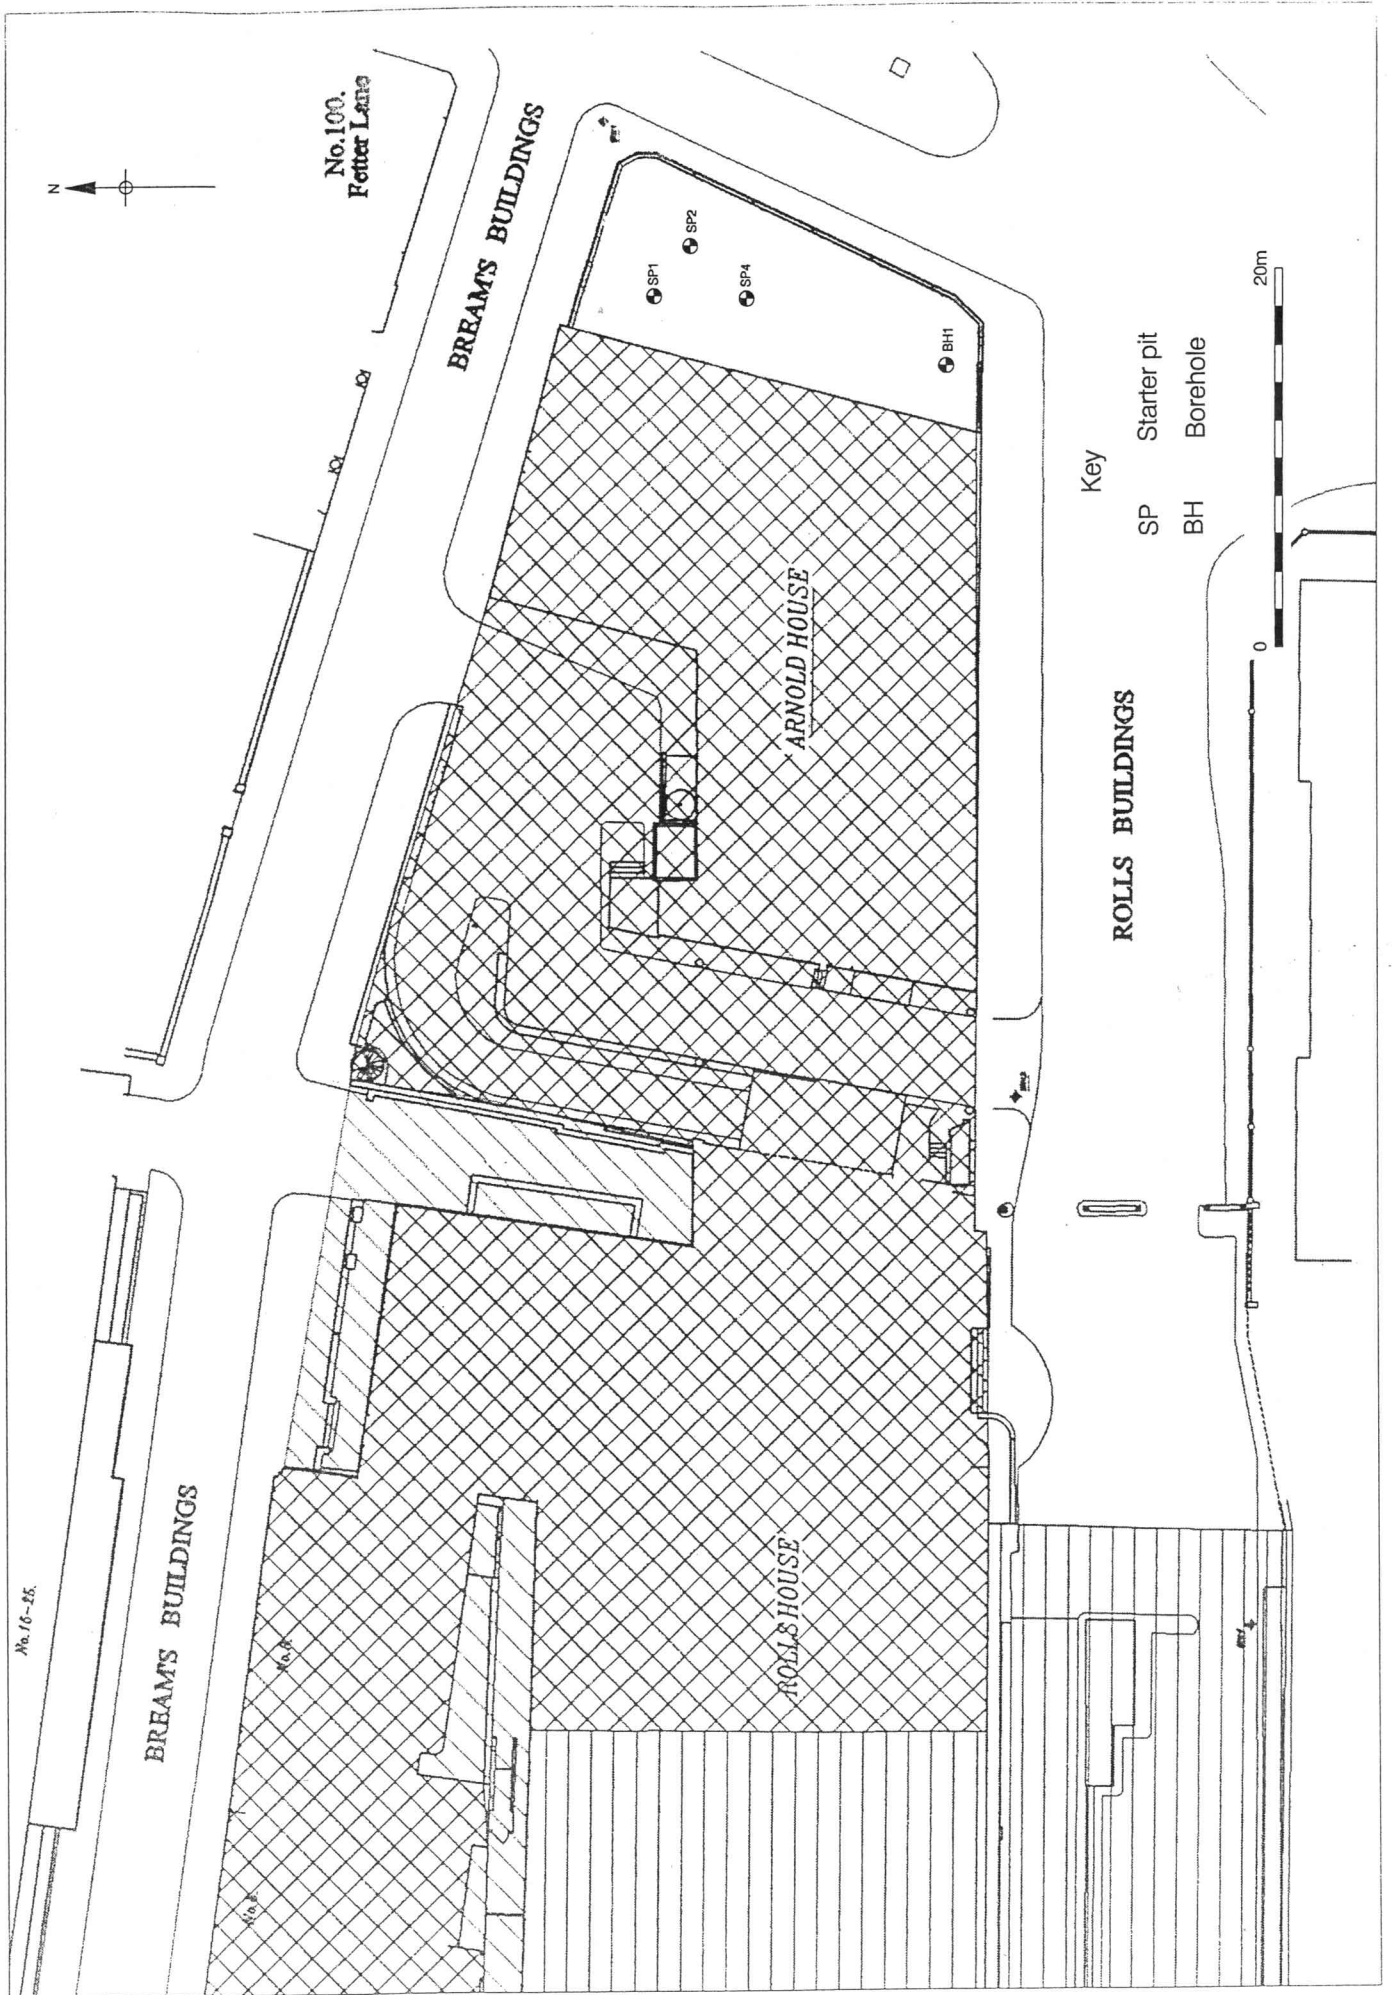 N
No.100.
Fetter Lane
BREAM'S BUILDINGS
SP1
SP2
SP4
BH1
ARNOLD HOUSE
Key
SP Starter pit
BH Borehole
0
20m
ROLLS BUILDINGS
No. 16-25.
BREAM'S BUILDINGS
ROLLS HOUSE